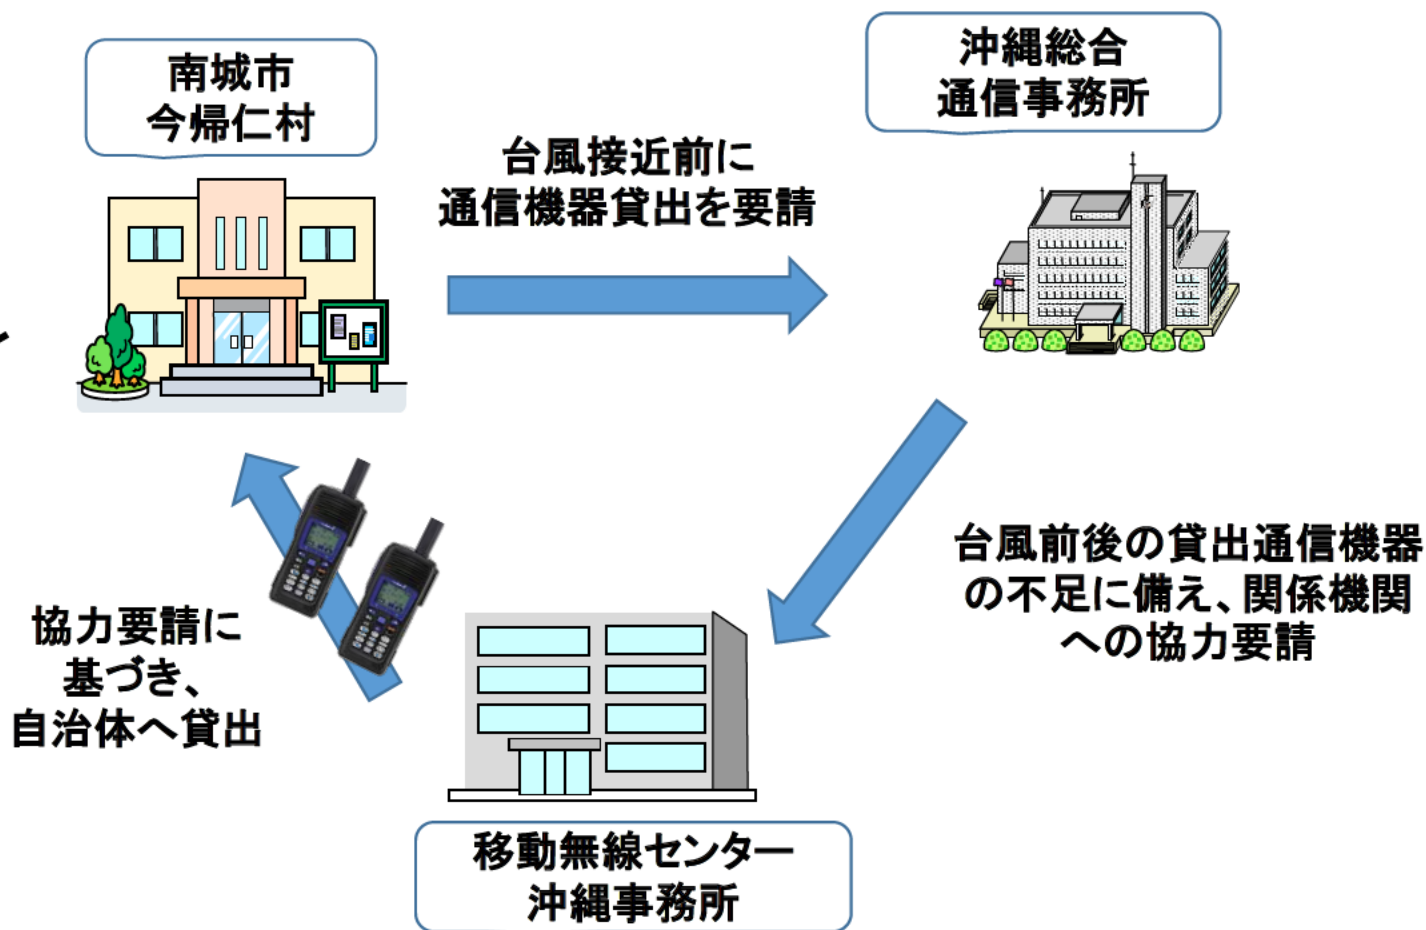 南城市
今帰仁村
沖縄総合
通信事務所
台風接近前に
通信機器貸出を要請
台風前後の貸出通信機器
の不足に備え、関係機関
への協力要請
協力要請に
基づき、
自治体へ貸出
移動無線センター
沖縄事務所